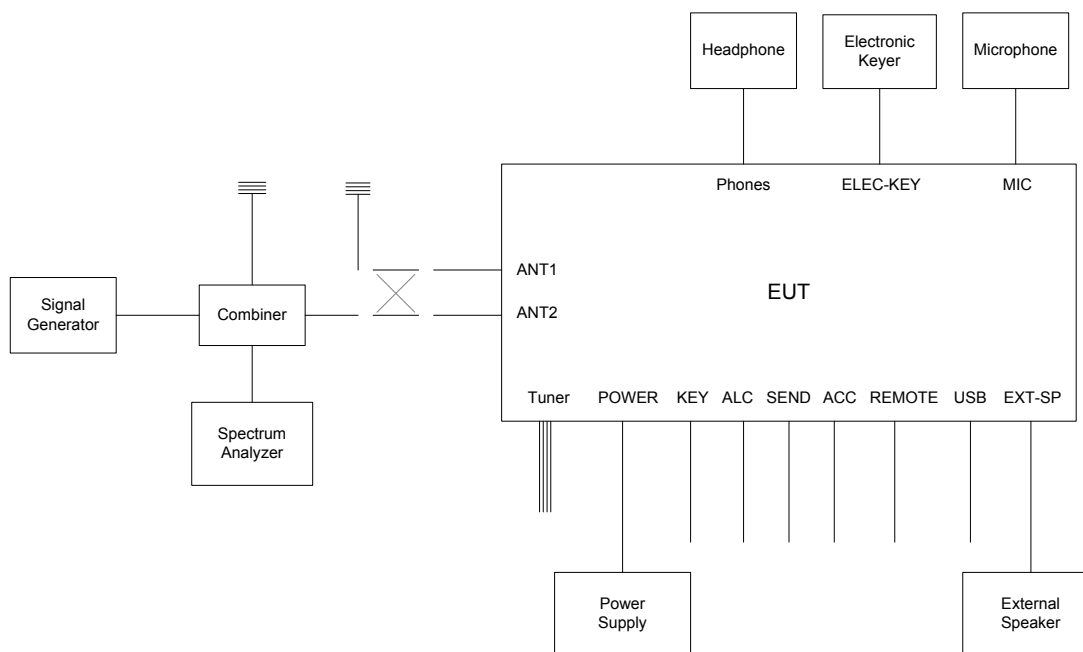 Headphone
Electronic
Keyer
Microphone
Phones
ELEC-KEY
MIC
ANT1
EUT
ANT2
Signal
Generator
Combiner
Tuner
POWER
KEY
ALC
SEND
ACC
REMOTE
USB
EXT-SP
Spectrum
Analyzer
Power
Supply
External
Speaker